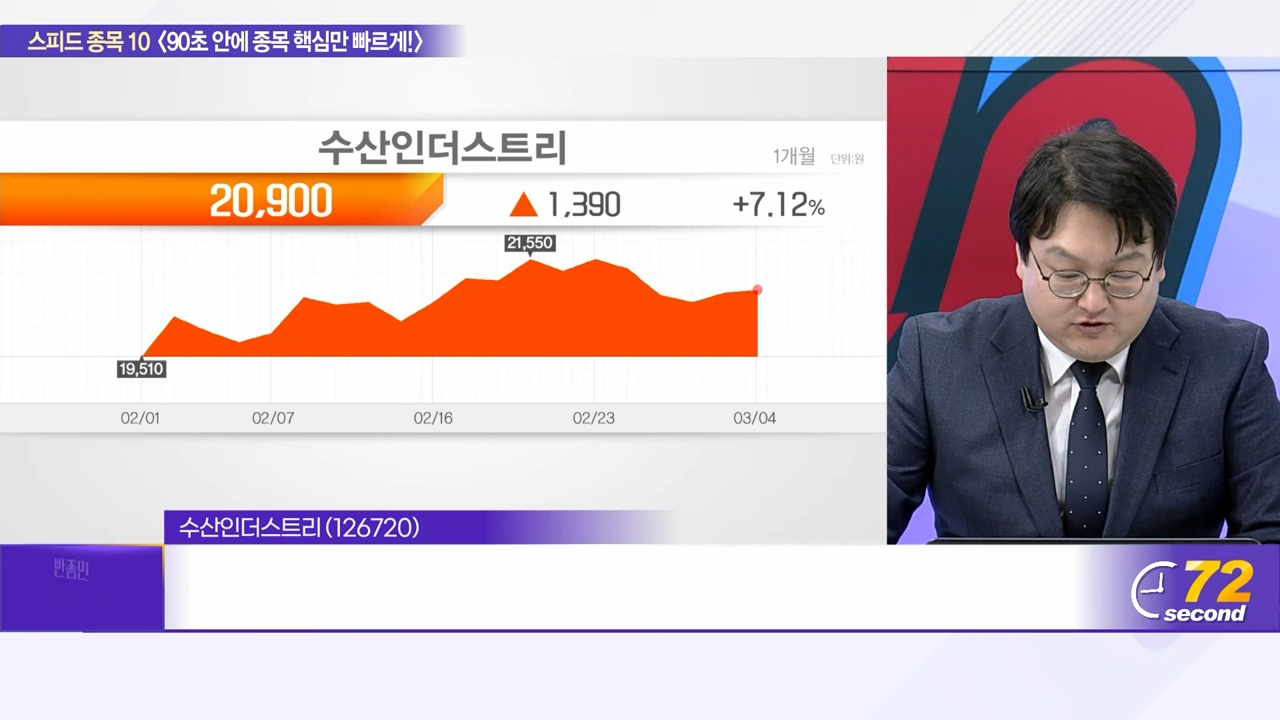 스피드 종목 10 〈90초 안에 종목 핵심만 빠르게!〉
수산인더스트리
1개월 단위:원
20,900 ▲ 1,390 +7.12%
21,550
19,510
02/01 02/07 02/16 02/23 03/04
수산인더스트리 (126720)
반종민
72
second